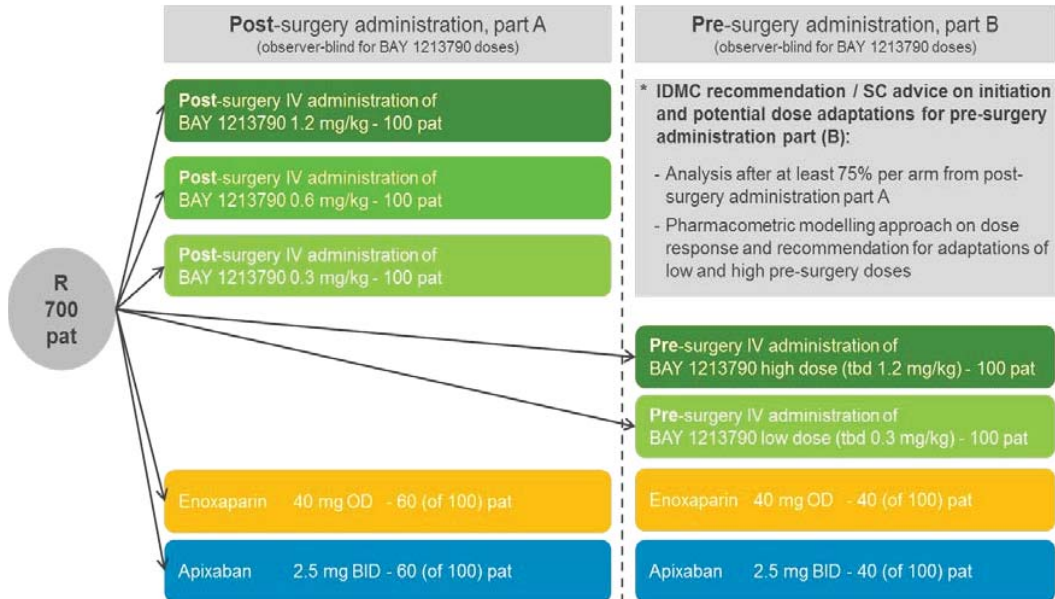 Post-surgery administration, part A
(observer-blind for BAY 1213790 doses)
Pre-surgery administration, part B
(observer-blind for BAY 1213790 doses)
R
700
pat
Post-surgery IV administration of
BAY 1213790 1.2 mg/kg - 100 pat
Post-surgery IV administration of
BAY 1213790 0.6 mg/kg - 100 pat
Post-surgery IV administration of
BAY 1213790 0.3 mg/kg - 100 pat
* IDMC recommendation / SC advice on initiation
and potential dose adaptations for pre-surgery
administration part (B):
- Analysis after at least 75% per arm from post-
surgery administration part A
- Pharmacometric modelling approach on dose
response and recommendation for adaptations of
low and high pre-surgery doses
Pre-surgery IV administration of
BAY 1213790 high dose (tbd 1.2 mg/kg) - 100 pat
Pre-surgery IV administration of
BAY 1213790 low dose (tbd 0.3 mg/kg) - 100 pat
Enoxaparin 40 mg OD - 60 (of 100) pat
Enoxaparin 40 mg OD - 40 (of 100) pat
Apixaban 2.5 mg BID - 60 (of 100) pat
Apixaban 2.5 mg BID - 40 (of 100) pat